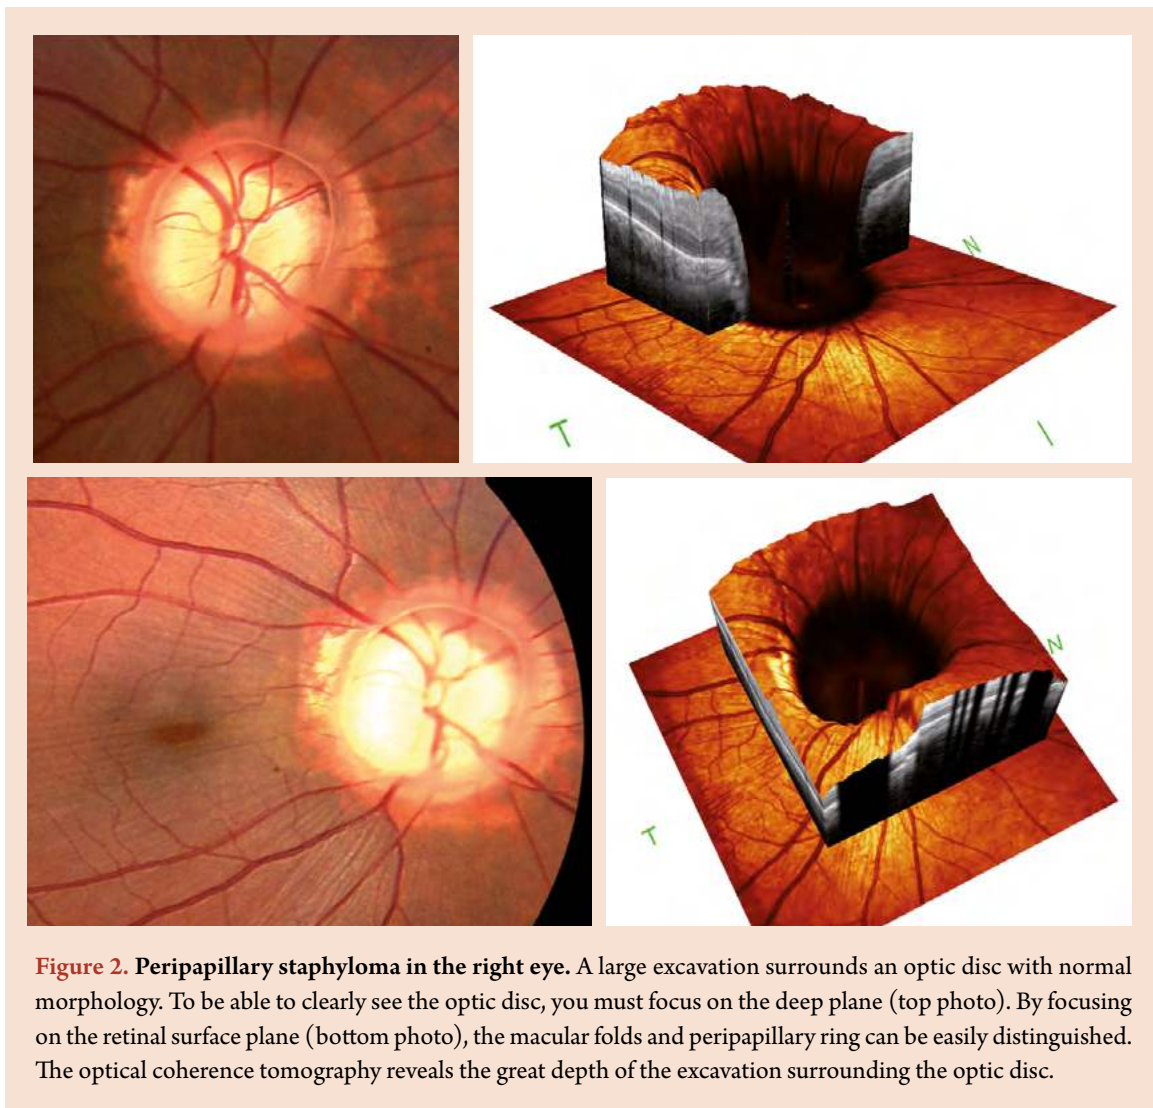 N
T
I
N
T
Figure 2. Peripapillary staphyloma in the right eye. A large excavation surrounds an optic disc with normal
morphology. To be able to clearly see the optic disc, you must focus on the deep plane (top photo). By focusing
on the retinal surface plane (bottom photo), the macular folds and peripapillary ring can be easily distinguished.
The optical coherence tomography reveals the great depth of the excavation surrounding the optic disc.